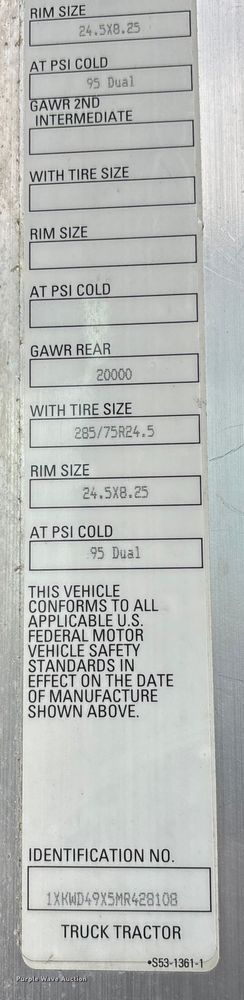 RIM SIZE
24.5X8.25
AT PSI COLD
95 Dual
GAWR 2ND
INTERMEDIATE
WITH TIRE SIZE
RIM SIZE
AT PSI COLD
GAWR REAR
20000
WITH TIRE SIZE
285/75R24.5
RIM SIZE
24.5X8.25
AT PSI COLD
95 Dual
THIS VEHICLE
CONFORMS TO ALL
APPLICABLE U.S.
FEDERAL MOTOR
VEHICLE SAFETY
STANDARDS IN
EFFECT ON THE DATE
OF MANUFACTURE
SHOWN ABOVE.
IDENTIFICATION NO.
1XKWD49X5MR428108
TRUCK TRACTOR
•S53-1361-1
Purple Wave Auction